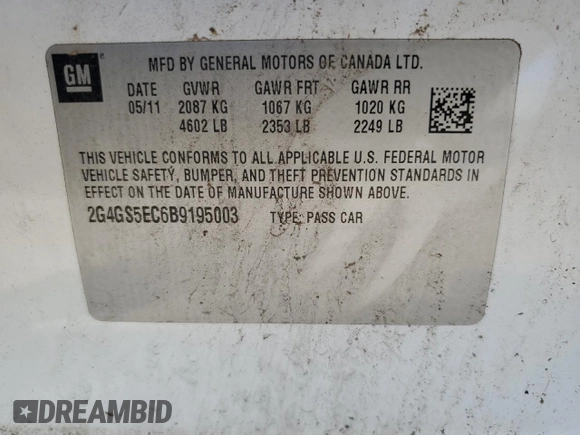 GM
MFD BY GENERAL MOTORS OF CANADA LTD.
DATE GVWR GAWR FRT GAWR RR
05/11 2087 KG 1067 KG 1020 KG
4602 LB 2353 LB 2249 LB
THIS VEHICLE CONFORMS TO ALL APPLICABLE U.S. FEDERAL MOTOR
VEHICLE SAFETY, BUMPER, AND THEFT PREVENTION STANDARDS IN
EFFECT ON THE DATE OF MANUFACTURE SHOWN ABOVE.
2G4GS5EC6B9195003 TYPE: PASS CAR
DREAMBID